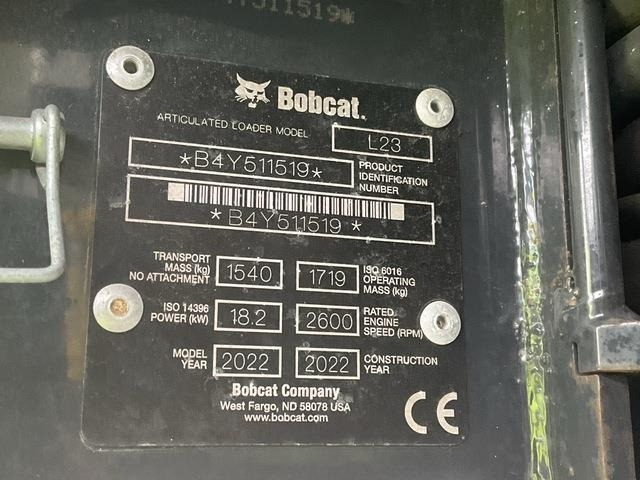 511519
Bobcat.
ARTICULATED LOADER MODEL L23
*B4Y511519*
PRODUCT IDENTIFICATION NUMBER
*B4Y511519*
TRANSPORT MASS (kg) NO ATTACHMENT 1540
1719 ISO 6016 OPERATING MASS (kg)
ISO 14396 POWER (kW) 18.2
2600 RATED ENGINE SPEED (RPM)
MODEL YEAR 2022
2022 CONSTRUCTION YEAR
Bobcat Company
West Fargo, ND 58078 USA
www.bobcat.com
CE